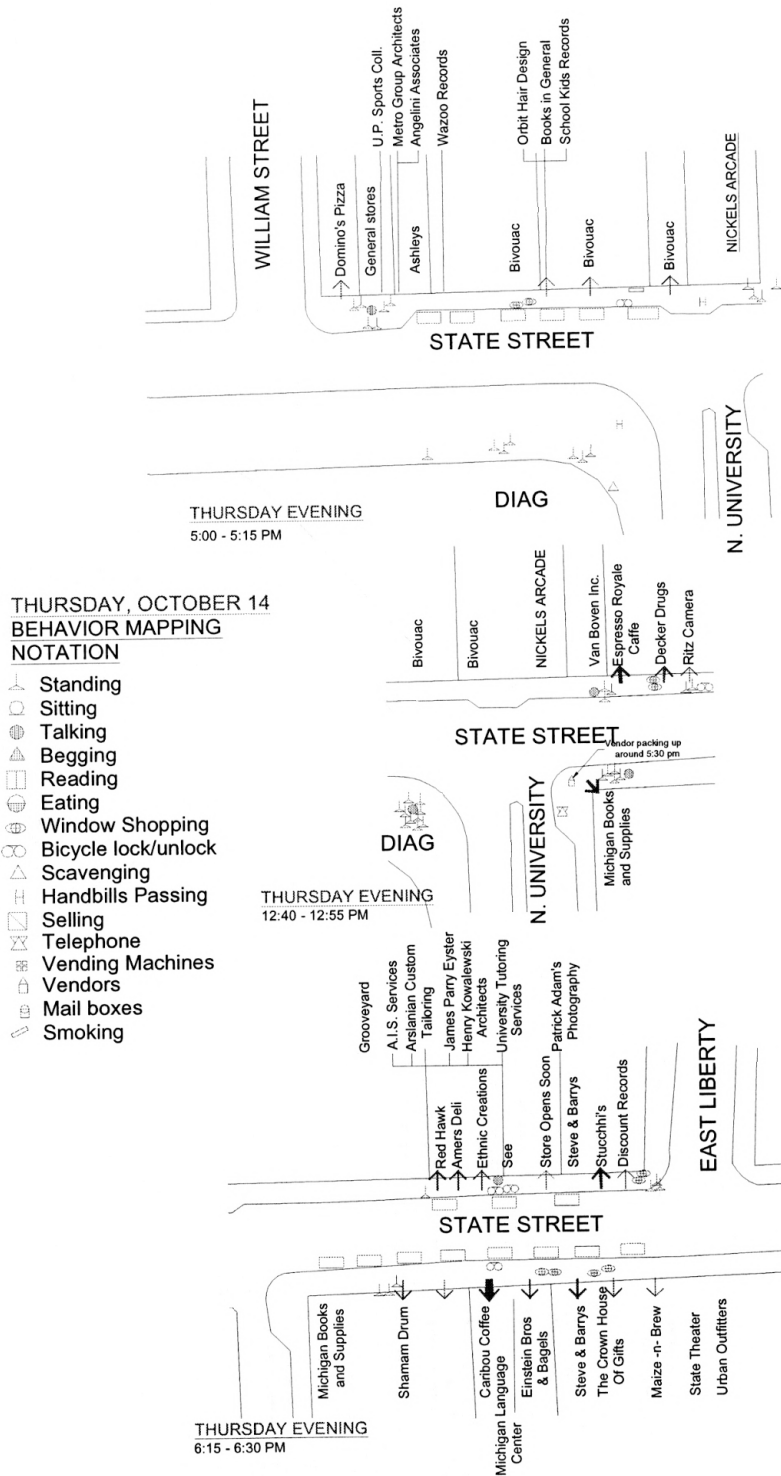 WILLIAM STREET
Domino's Pizza
General stores
U.P. Sports Coll.
Metro Group Architects
Angelini Associates
Ashleys
Wazoo Records
Bivouac
Orbit Hair Design
Books in General
School Kids Records
Bivouac
Bivouac
NICKELS ARCADE
STATE STREET
DIAG
N. UNIVERSITY
THURSDAY EVENING
5:00 - 5:15 PM
THURSDAY, OCTOBER 14
BEHAVIOR MAPPING
NOTATION
Standing
Sitting
Talking
Begging
Reading
Eating
Window Shopping
Bicycle lock/unlock
Scavenging
Handbills Passing
Selling
Telephone
Vending Machines
Vendors
Mail boxes
Smoking
Bivouac
Bivouac
NICKELS ARCADE
Van Boven Inc.
Espresso Royale
Caffe
Decker Drugs
Ritz Camera
STATE STREET
Vendor packing up
around 5:30 pm
Michigan Books
and Supplies
DIAG
N. UNIVERSITY
THURSDAY EVENING
12:40 - 12:55 PM
Grooveyard
A.I.S. Services
Arslanian Custom
Tailoring
James Parry Eyster
Henry Kowalewski
Architects
University Tutoring
Services
Patrick Adam's
Photography
Red Hawk
Amers Deli
Ethnic Creations
See
Store Opens Soon
Steve & Barrys
Stucchhi's
Discount Records
EAST LIBERTY
STATE STREET
Michigan Books
and Supplies
Shamam Drum
Caribou Coffee
Michigan Language
Center
Einstein Bros
& Bagels
Steve & Barrys
The Crown House
Of Gifts
Maize -n- Brew
State Theater
Urban Outfitters
THURSDAY EVENING
6:15 - 6:30 PM